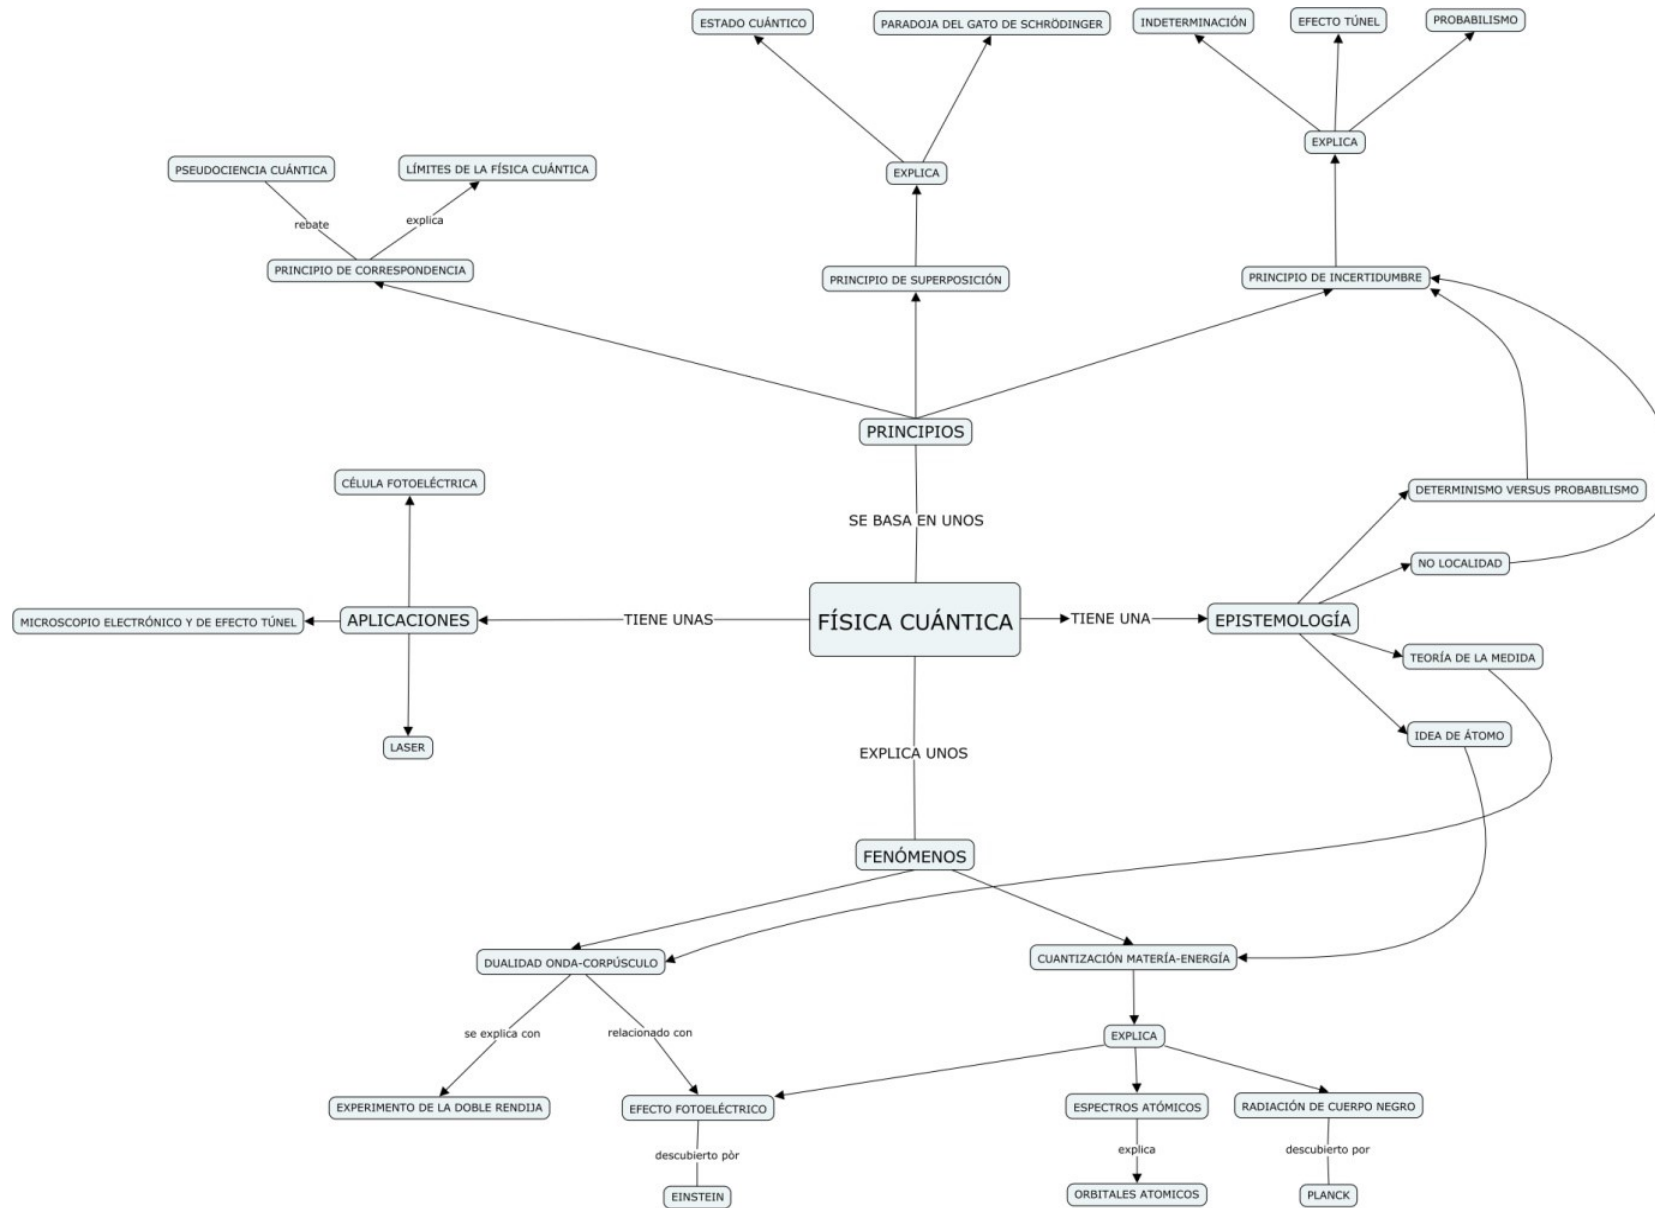 ESTADO CUÁNTICO
PARADOJA DEL GATO DE SCHRÖDINGER
INDETERMINACIÓN
EFECTO TÚNEL
PROBABILISMO
EXPLICA
PSEUDOCIENCIA CUÁNTICA
LÍMITES DE LA FÍSICA CUÁNTICA
EXPLICA
rebate
explica
PRINCIPIO DE CORRESPONDENCIA
PRINCIPIO DE SUPERPOSICIÓN
PRINCIPIO DE INCERTIDUMBRE
PRINCIPIOS
CÉLULA FOTOELÉCTRICA
DETERMINISMO VERSUS PROBABILISMO
SE BASA EN UNOS
NO LOCALIDAD
MICROSCOPIO ELECTRÓNICO Y DE EFECTO TÚNEL
APLICACIONES
TIENE UNAS
FÍSICA CUÁNTICA
TIENE UNA
EPISTEMOLOGÍA
TEORÍA DE LA MEDIDA
IDEA DE ÁTOMO
LASER
EXPLICA UNOS
FENÓMENOS
DUALIDAD ONDA-CORPÚSCULO
CUANTIZACIÓN MATERÍA-ENERGÍA
se explica con
relacionado con
EXPLICA
EXPERIMENTO DE LA DOBLE RENDIJA
EFECTO FOTOELÉCTRICO
ESPECTROS ATÓMICOS
RADIACIÓN DE CUERPO NEGRO
descubierto pòr
explica
descubierto por
EINSTEIN
ORBITALES ATOMICOS
PLANCK